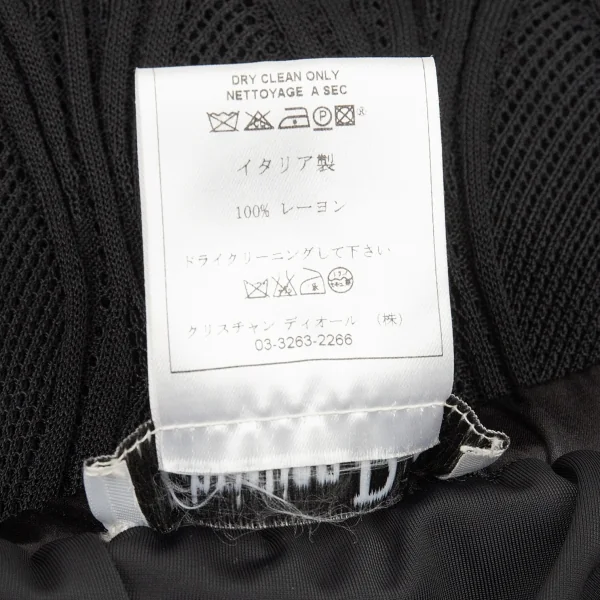 DRY CLEAN ONLY
NETTOYAGE A SEC
P
イタリア製
100% レーヨン
ドライクリーニングして下さい
クリスチャン ディオール (株)
03-3263-2266